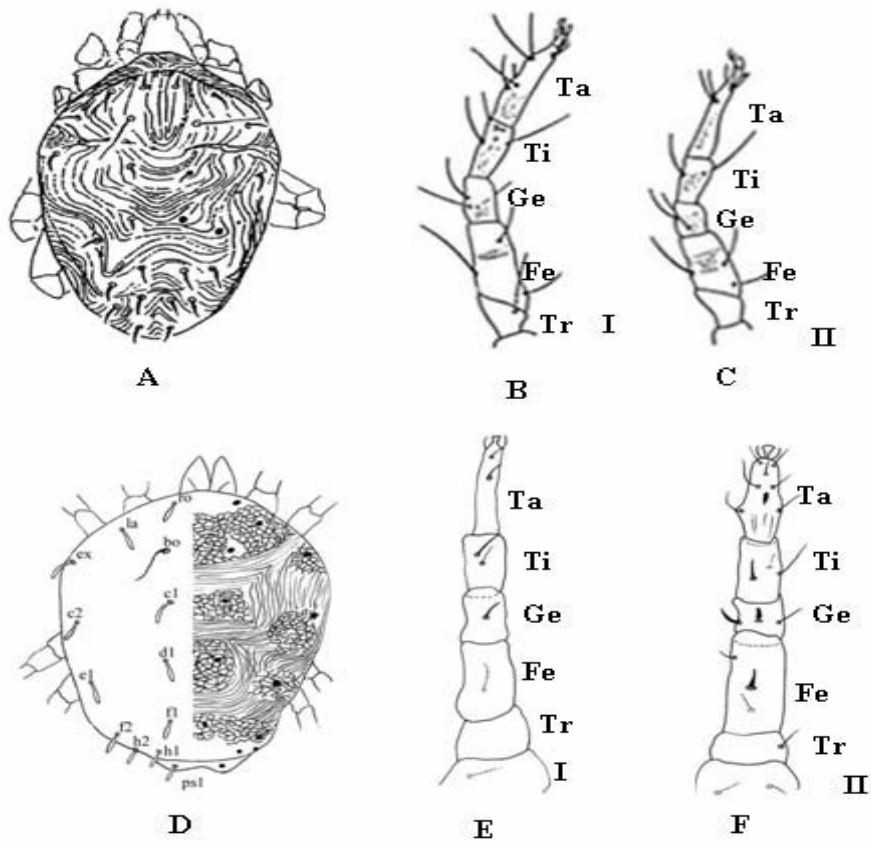 Ta
Ti
Ge
Fe
Tr I
Ta
Ti
Ge
Fe
Tr
II
A
B
C
ro
la
ex
bo
c1
c2
d1
e1
f1
f2
h2
h1
ps1
Ta
Ti
Ge
Fe
Tr
I
Ta
Ti
Ge
Fe
Tr
II
D
E
F